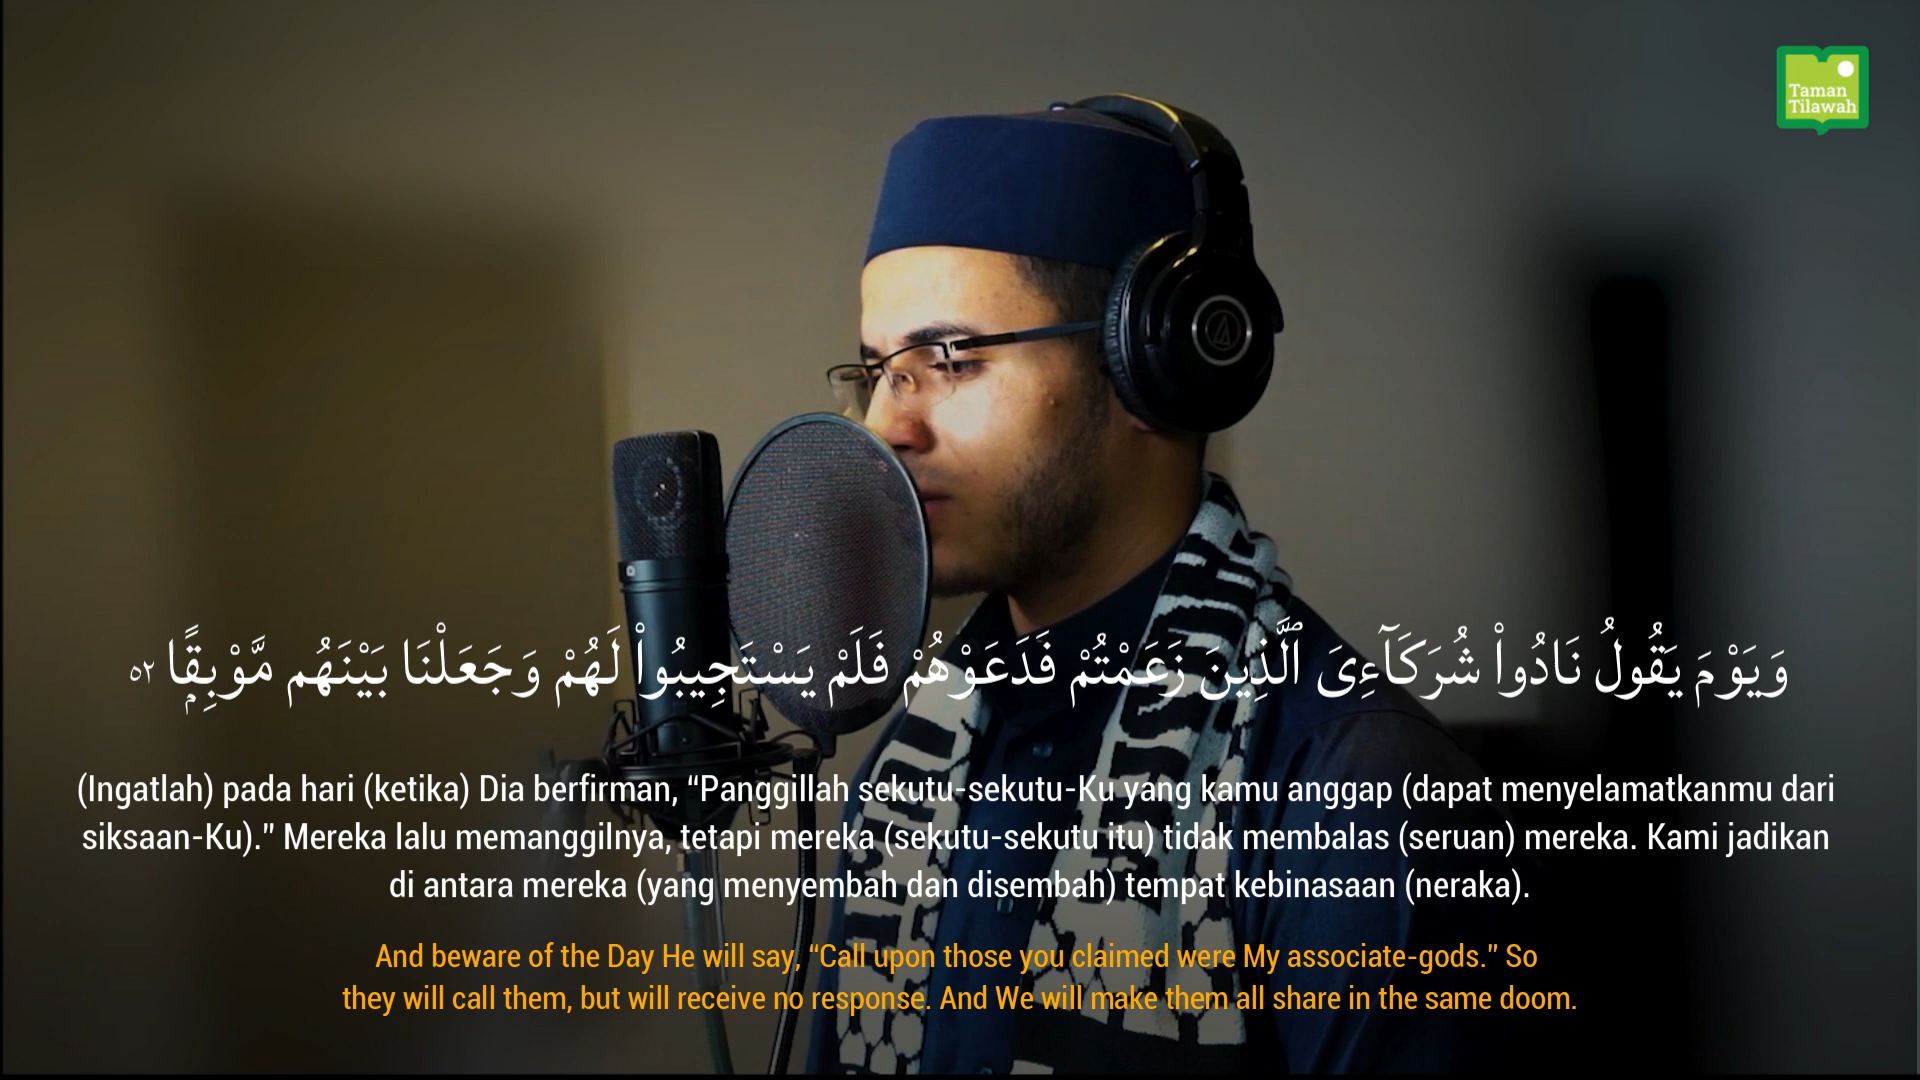 Taman
Tilawah
وَيَوْمَ يَقُولُ نَادُوا۟ شُرَكَآءِىَ ٱلَّذِينَ زَعَمْتُمْ فَدَعَوْهُمْ فَلَمْ يَسْتَجِيبُوا۟ لَهُمْ وَجَعَلْنَا بَيْنَهُم مَّوْبِقًۭا ٥٢
(Ingatlah) pada hari (ketika) Dia berfirman, “Panggillah sekutu-sekutu-Ku yang kamu anggap (dapat menyelamatkanmu dari
siksaan-Ku).” Mereka lalu memanggilnya, tetapi mereka (sekutu-sekutu itu) tidak membalas (seruan) mereka. Kami jadikan
di antara mereka (yang menyembah dan disembah) tempat kebinasaan (neraka).
And beware of the Day He will say, “Call upon those you claimed were My associate-gods.” So
they will call them, but will receive no response. And We will make them all share in the same doom.